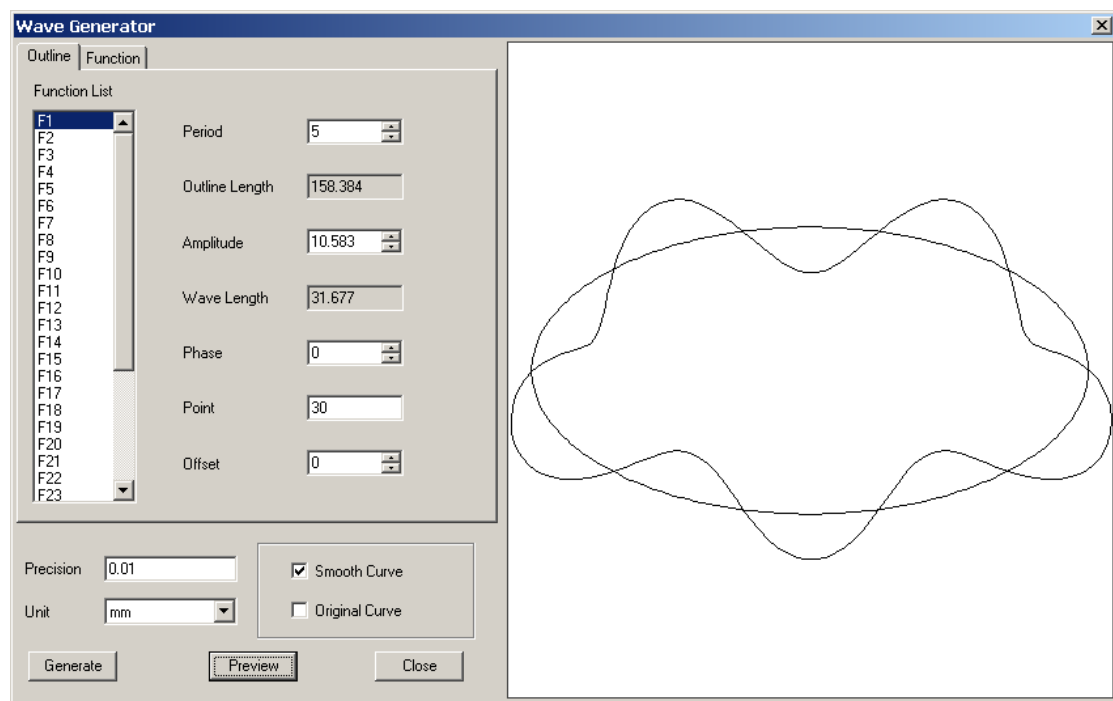 Wave Generator
Outline Function
Function List
F1
F2
F3
F4
F5
F6
F7
F8
F9
F10
F11
F12
F13
F14
F15
F16
F17
F18
F19
F20
F21
F22
F23
Period 5
Outline Length 158.384
Amplitude 10.583
Wave Length 31.677
Phase 0
Point 30
Offset 0
Precision 0.01
Unit mm
Smooth Curve
Original Curve
Generate Preview Close